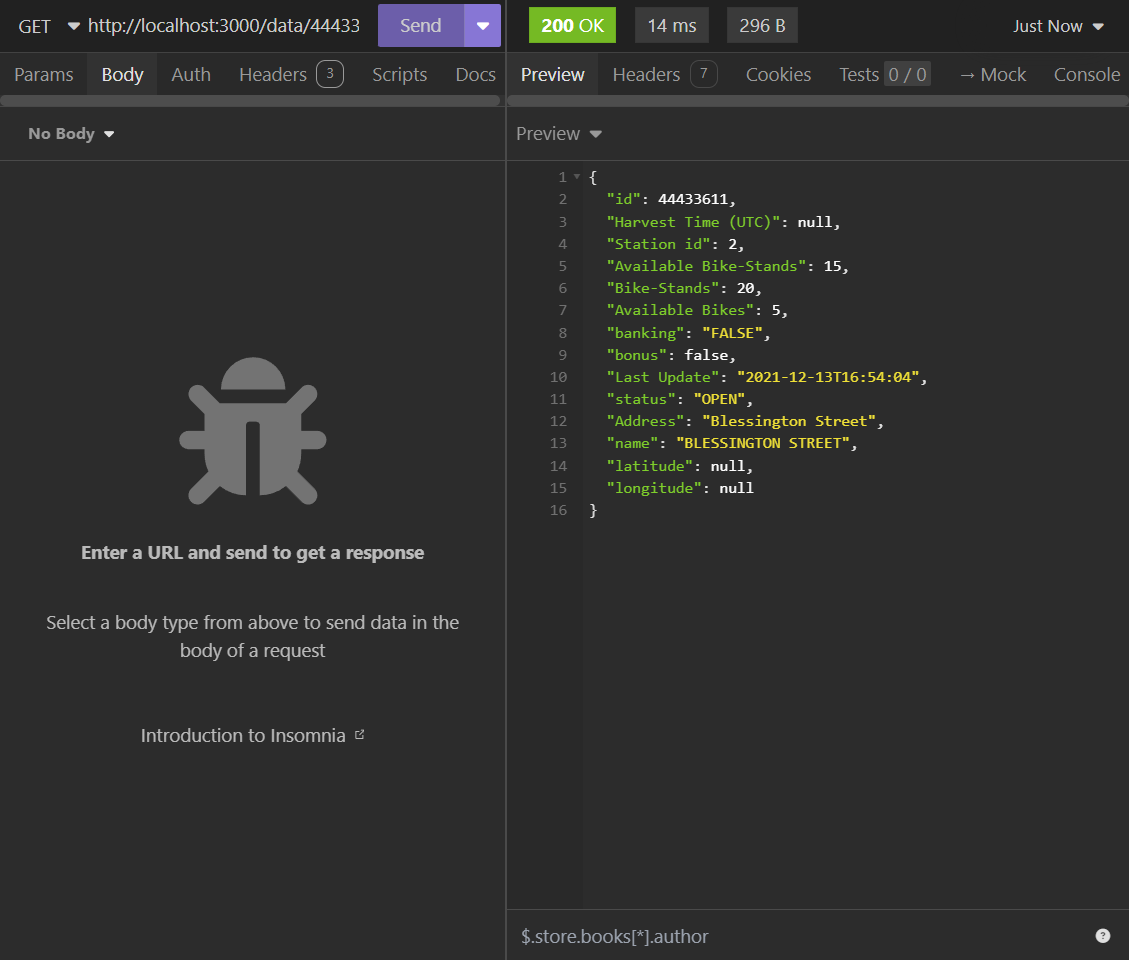 GET http://localhost:3000/data/44433 Send 200 OK 14 ms 296 B Just Now
Params Body Auth Headers 3 Scripts Docs Preview Headers 7 Cookies Tests 0 / 0 → Mock Console
No Body Preview
1 {
2 "id": 44433611,
3 "Harvest Time (UTC)": null,
4 "Station id": 2,
5 "Available Bike-Stands": 15,
6 "Bike-Stands": 20,
7 "Available Bikes": 5,
8 "banking": "FALSE",
9 "bonus": false,
10 "Last Update": "2021-12-13T16:54:04",
11 "status": "OPEN",
12 "Address": "Blessington Street",
13 "name": "BLESSINGTON STREET",
14 "latitude": null,
15 "longitude": null
16 }
Enter a URL and send to get a response
Select a body type from above to send data in the
body of a request
Introduction to Insomnia
$.store.books[*].author ?